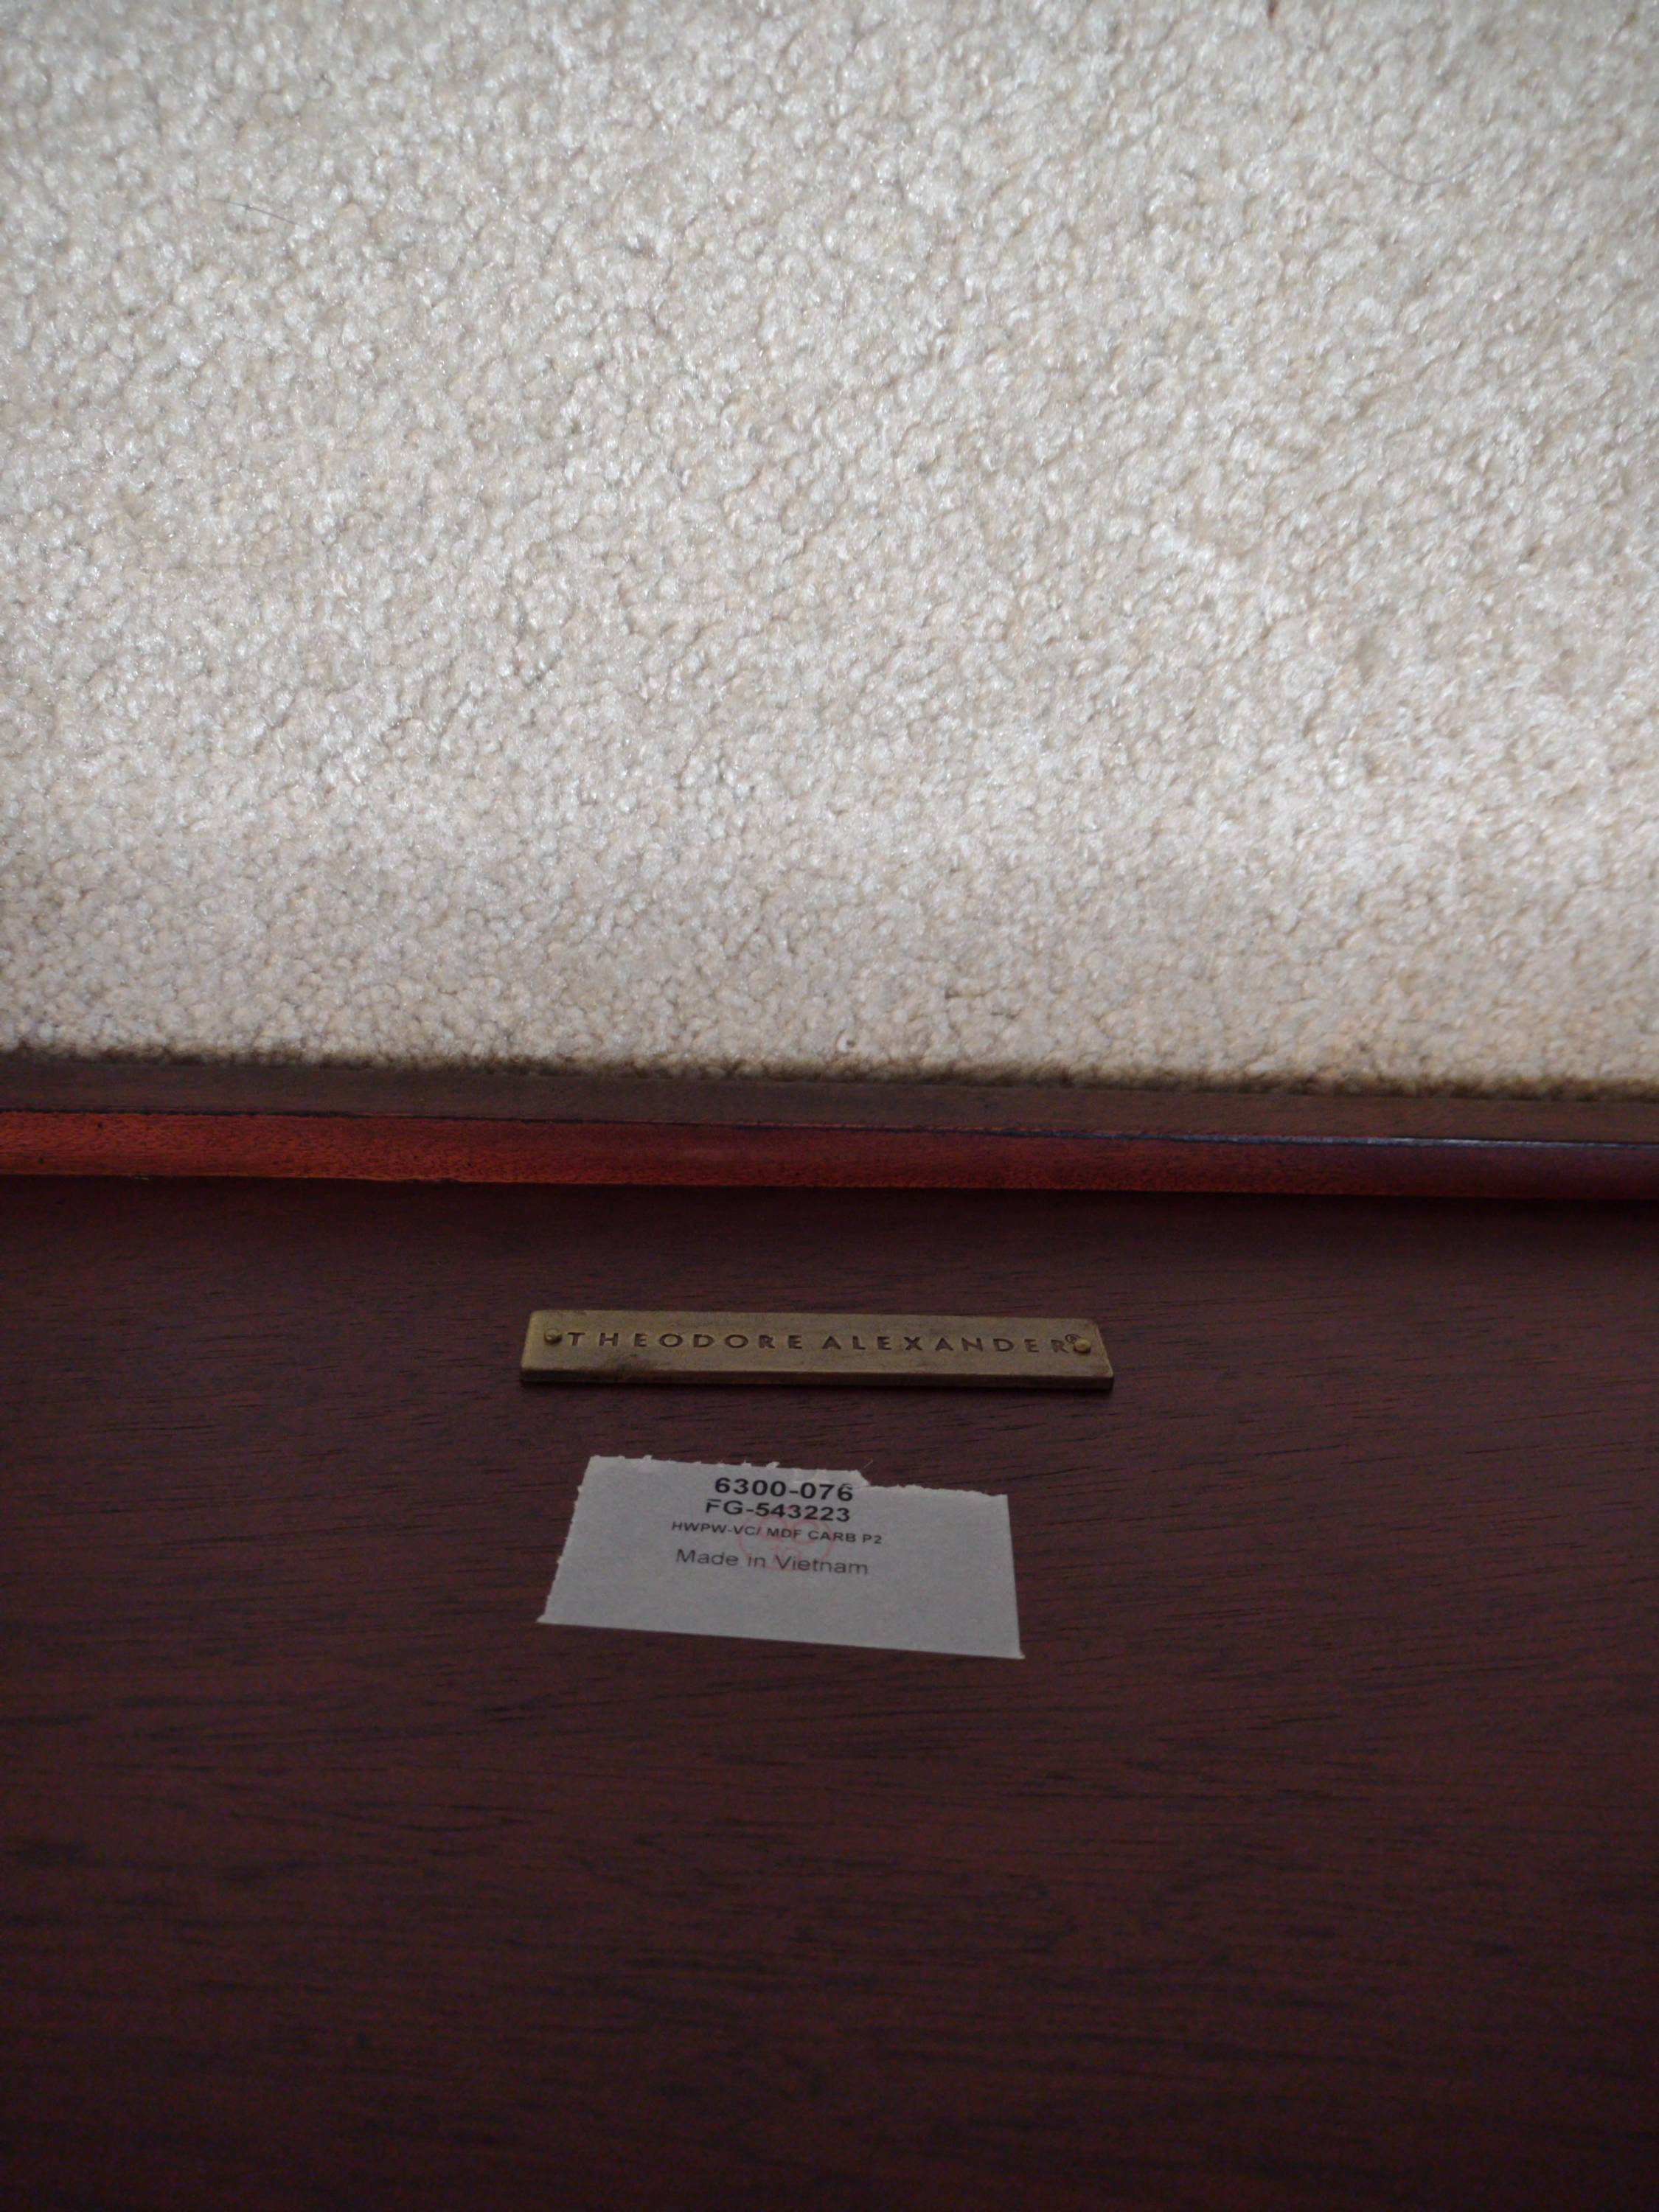 THEODORE ALEXANDER®
6300-076
FG-543223
HWPW-VC/ MDF CARB P2
Made in Vietnam